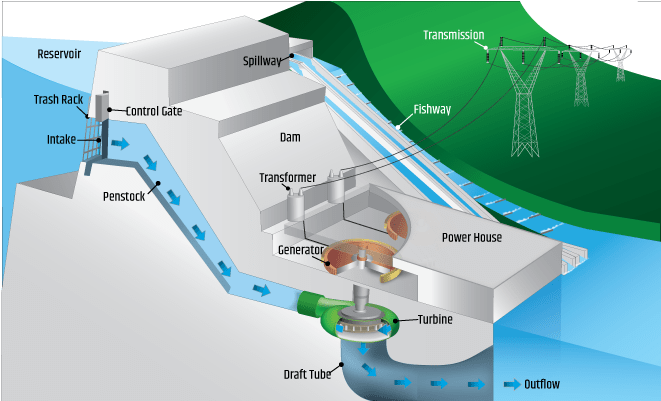 Reservoir
Spillway
Transmission
Trash Rack
Control Gate
Fishway
Intake
Dam
Transformer
Penstock
Power House
Generator
Turbine
Draft Tube
Outflow